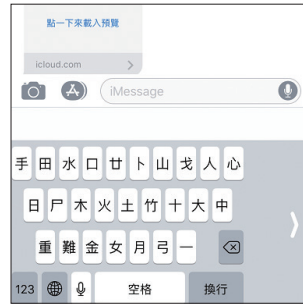 點一下來載入預覽
icloud.com
iMessage
手田水口廿卜山戈人心
日尸木火土竹十大中
重難金女月弓一
123 空格 換行